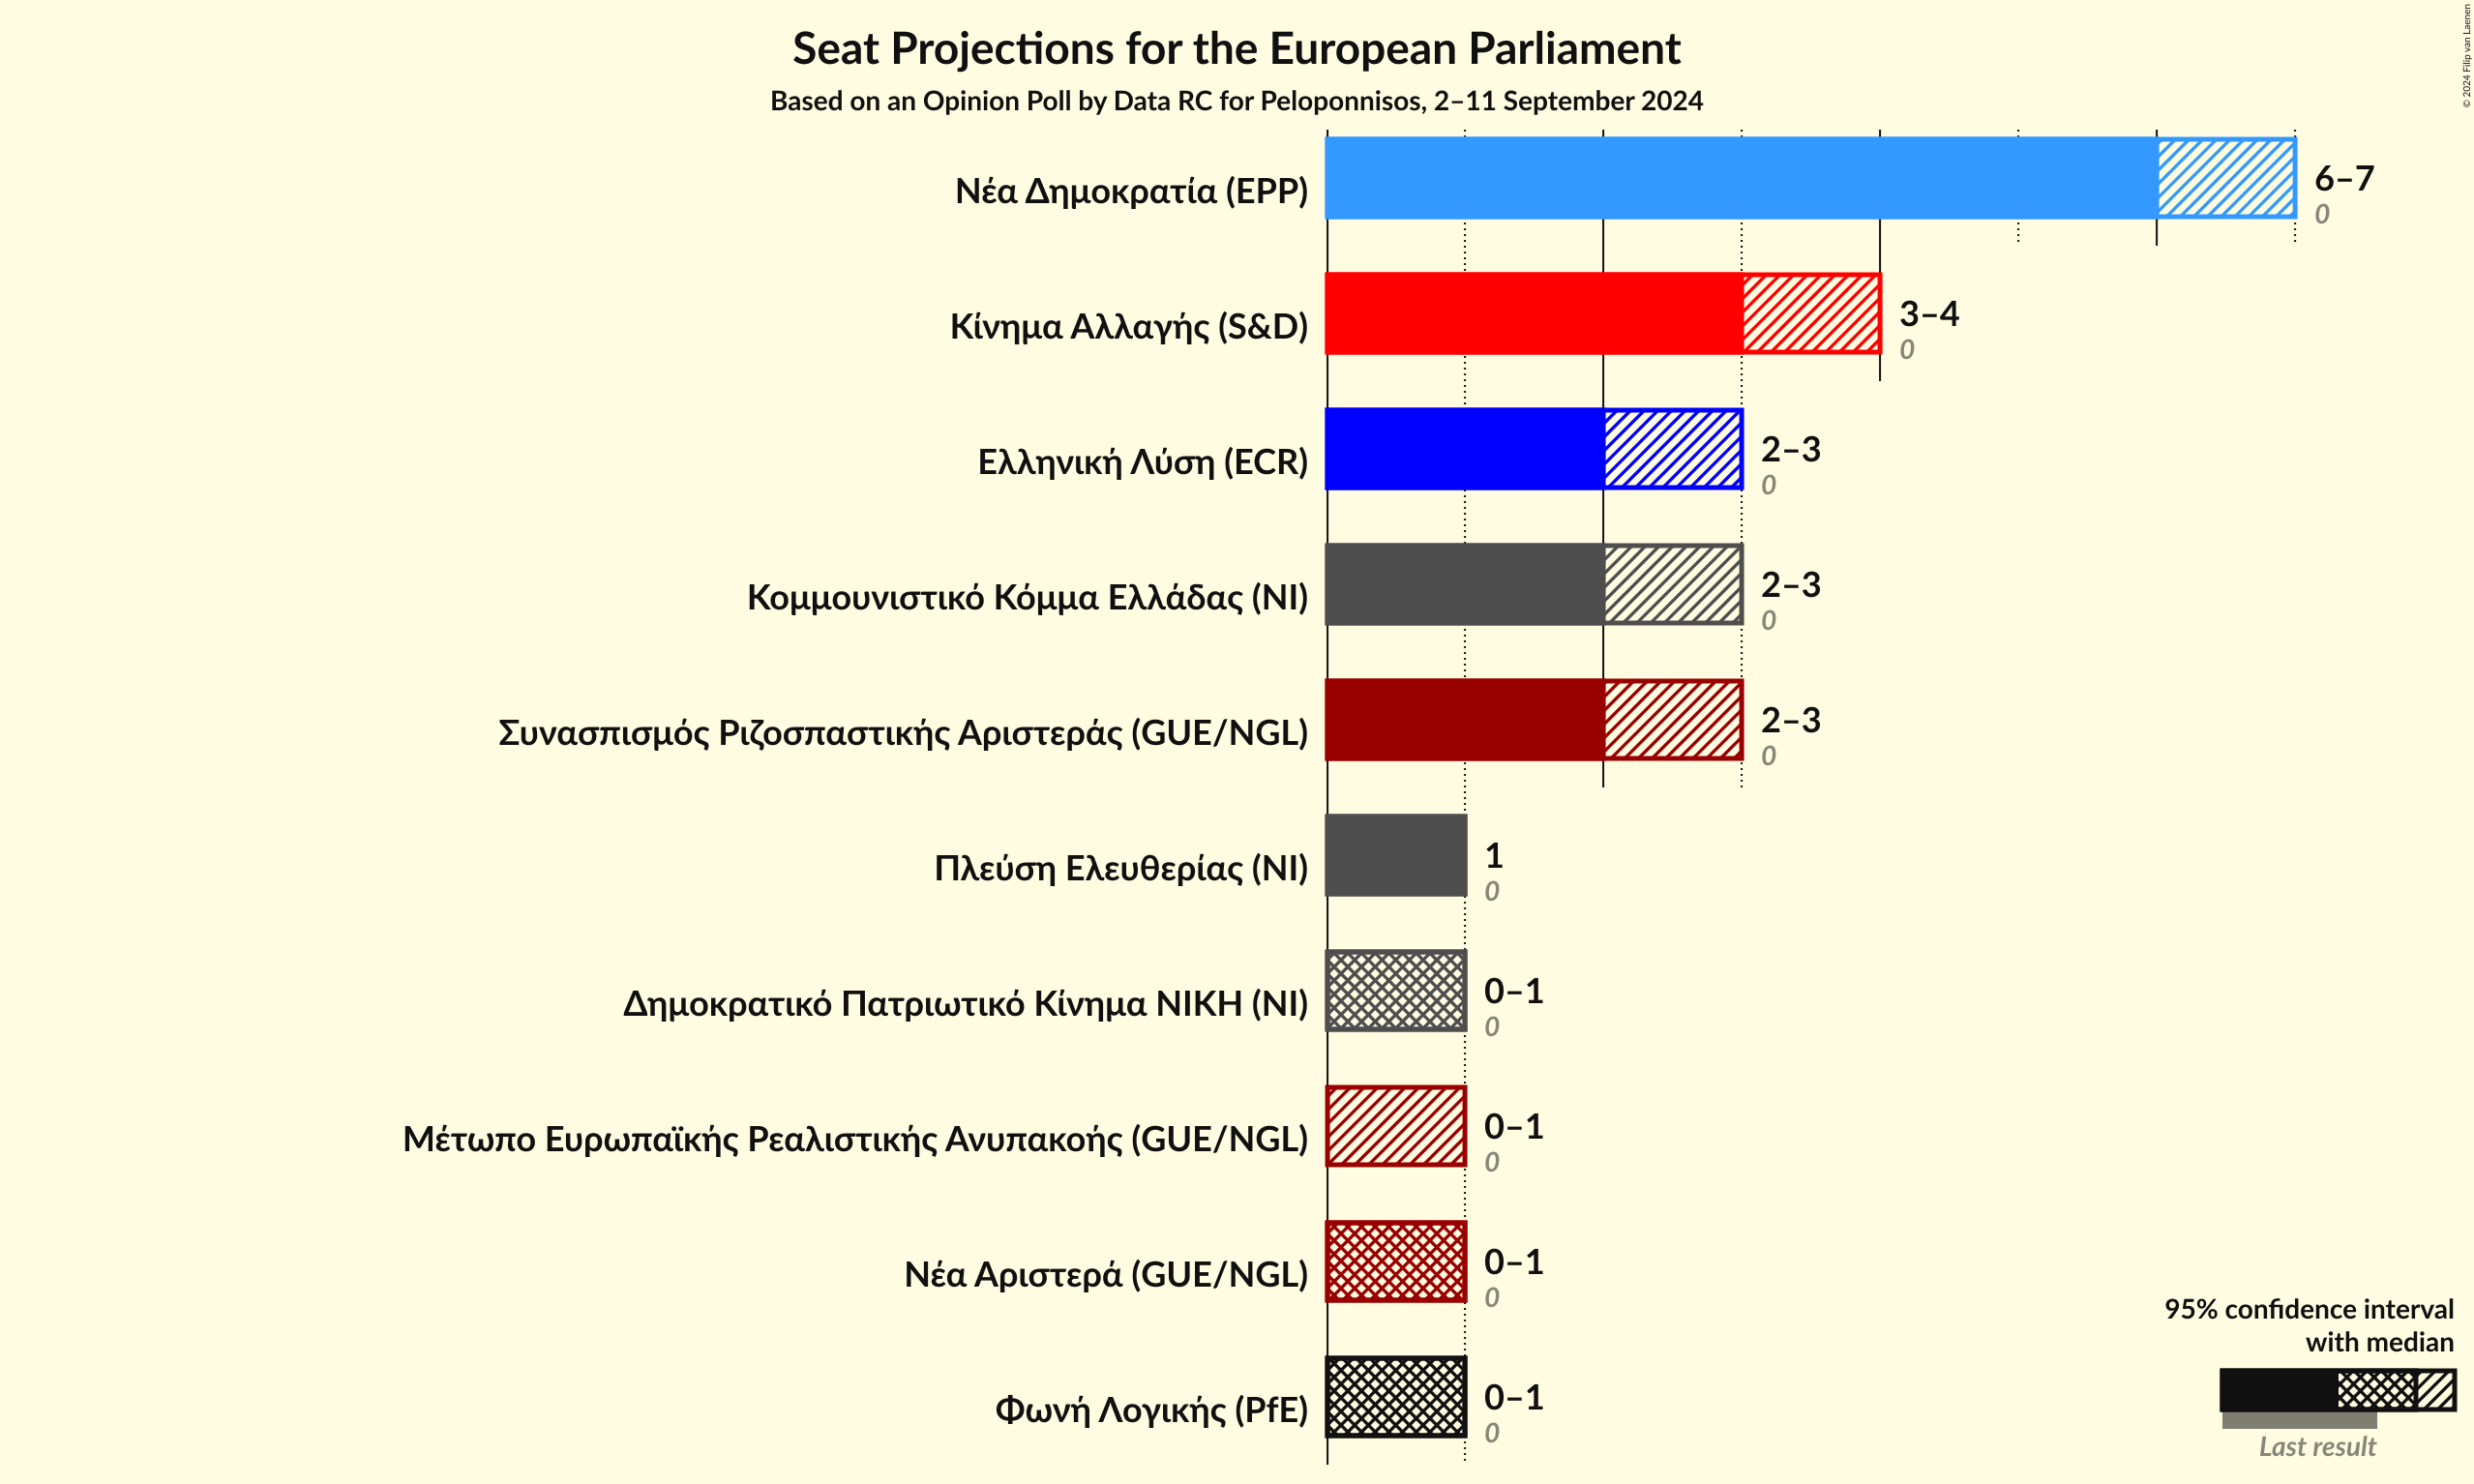 Seat Projections for the European Parliament
Based on an Opinion Poll by Data RC for Peloponnisos, 2–11 September 2024
© 2024 Filip van Laenen
Νέα Δημοκρατία (EPP)
6–7
0
Κίνημα Αλλαγής (S&D)
3–4
0
Ελληνική Λύση (ECR)
2–3
0
Κομμουνιστικό Κόμμα Ελλάδας (NI)
2–3
0
Συνασπισμός Ριζοσπαστικής Αριστεράς (GUE/NGL)
2–3
0
Πλεύση Ελευθερίας (NI)
1
0
Δημοκρατικό Πατριωτικό Κίνημα ΝΙΚΗ (NI)
0–1
0
Μέτωπο Ευρωπαϊκής Ρεαλιστικής Ανυπακοής (GUE/NGL)
0–1
0
Νέα Αριστερά (GUE/NGL)
0–1
0
Φωνή Λογικής (PfE)
0–1
0
95% confidence interval
with median
Last result